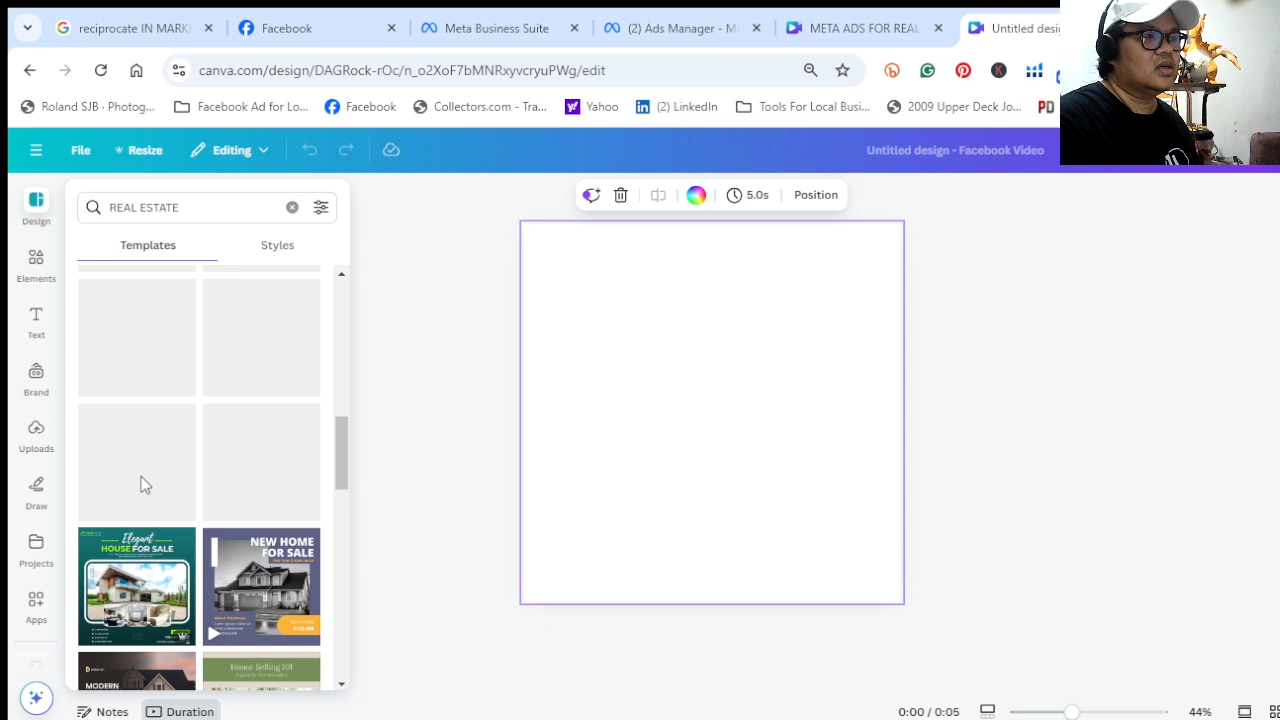 reciprocate IN MARK
Facebook
Meta Business Suite
(2) Ads Manager - Ma
META ADS FOR REAL
Untitled desig
canva.com/design/DAGRock-rOc/n_o2XoF7bMNRxyvcryuPWg/edit
Roland SJB · Photog...
Facebook Ad for Lo...
Facebook
Collectors.com - Tra...
Yahoo
(2) LinkedIn
Tools For Local Busi...
2009 Upper Deck Jo...
File
Resize
Editing
Untitled design - Facebook Video
Design
Elements
Text
Brand
Uploads
Draw
Projects
Apps
REAL ESTATE
Templates
Styles
5.0s
Position
Elegant
HOUSE FOR SALE
NEW HOME
FOR SALE
MODERN
House Selling 101
Notes
Duration
0:00 / 0:05
44%